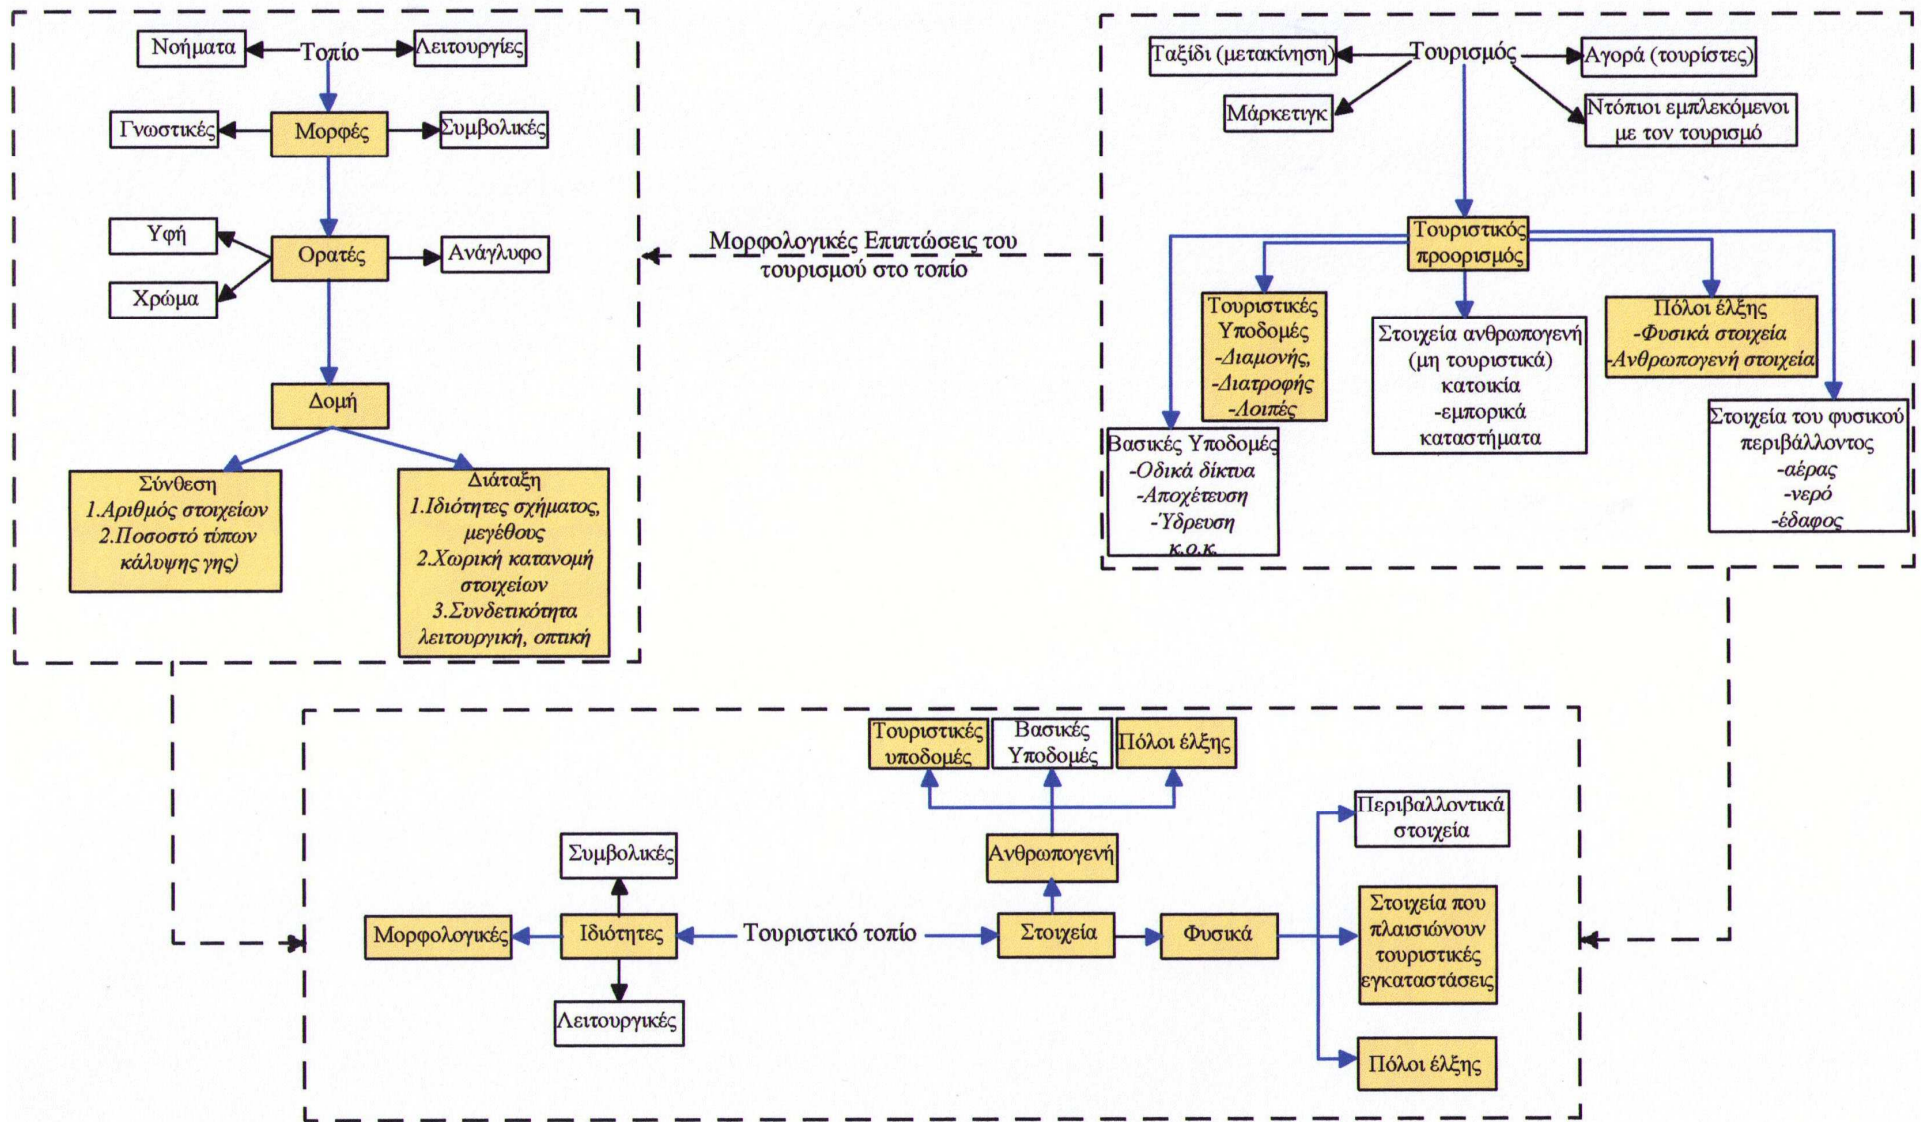 Τοπίο
Νοήματα
Λειτουργίες
Μορφές
Γνωστικές
Συμβολικές
Ορατές
Υφή
Χρώμα
Ανάγλυφο
Δομή
Σύνθεση
1.Αριθμός στοιχείων
2.Ποσοστό τύπων
κάλυψης γης)
Διάταξη
1.Ιδιότητες σχήματος,
μεγέθους
2.Χωρική κατανομή
στοιχείων
3.Συνδετικότητα
λειτουργική, οπτική
Μορφολογικές Επιπτώσεις του
τουρισμού στο τοπίο
Τουρισμός
Ταξίδι (μετακίνηση)
Μάρκετιγκ
Αγορά (τουρίστες)
Ντόπιοι εμπλεκόμενοι
με τον τουρισμό
Τουριστικός
προορισμός
Βασικές Υποδομές
-Οδικά δίκτυα
-Αποχέτευση
-Ύδρευση
κ.ο.κ.
Τουριστικές
Υποδομές
-Διαμονής,
-Διατροφής
-Λοιπές
Στοιχεία ανθρωπογενή
(μη τουριστικά)
κατοικία
-εμπορικά
καταστήματα
Πόλοι έλξης
-Φυσικά στοιχεία
-Ανθρωπογενή στοιχεία
Στοιχεία του φυσικού
περιβάλλοντος
-αέρας
-νερό
-έδαφος
Τουριστικές
υποδομές
Βασικές
Υποδομές
Πόλοι έλξης
Ανθρωπογενή
Συμβολικές
Μορφολογικές
Ιδιότητες
Τουριστικό τοπίο
Στοιχεία
Φυσικά
Λειτουργικές
Περιβαλλοντικά
στοιχεία
Στοιχεία που
πλαισιώνουν
τουριστικές
εγκαταστάσεις
Πόλοι έλξης